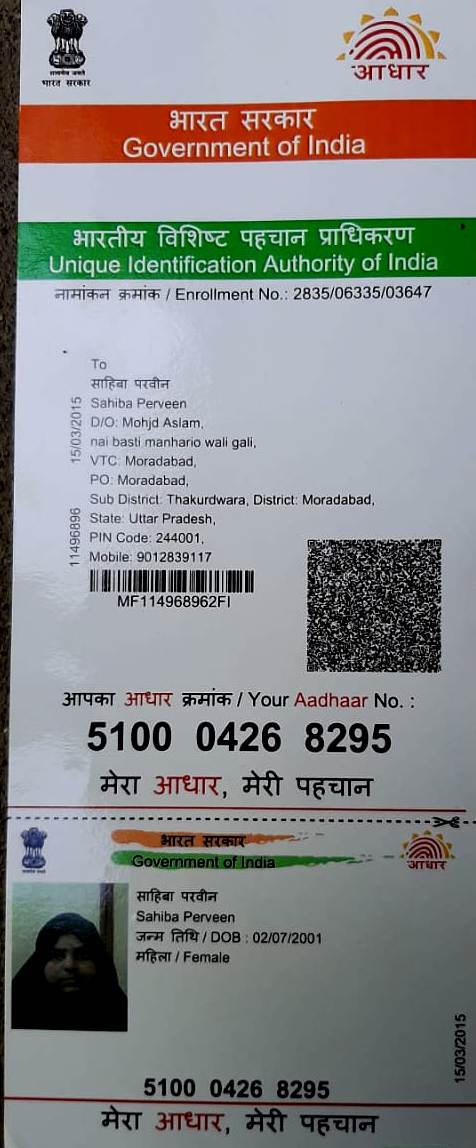 भारत सरकार
आधार
भारत सरकार
Government of India
भारतीय विशिष्ट पहचान प्राधिकरण
Unique Identification Authority of India
नामांकन क्रमांक / Enrollment No.: 2835/06335/03647
To
साहिबा परवीन
Sahiba Perveen
D/O: Mohjd Aslam,
nai basti manhario wali gali,
VTC: Moradabad,
PO: Moradabad,
Sub District: Thakurdwara, District: Moradabad,
State: Uttar Pradesh,
PIN Code: 244001,
Mobile: 9012839117
15/03/2015
11496896
MF114968962FI
आपका आधार क्रमांक / Your Aadhaar No. :
5100 0426 8295
मेरा आधार, मेरी पहचान
भारत सरकार
Government of India
आधार
साहिबा परवीन
Sahiba Perveen
जन्म तिथि / DOB : 02/07/2001
महिला / Female
15/03/2015
5100 0426 8295
मेरा आधार, मेरी पहचान